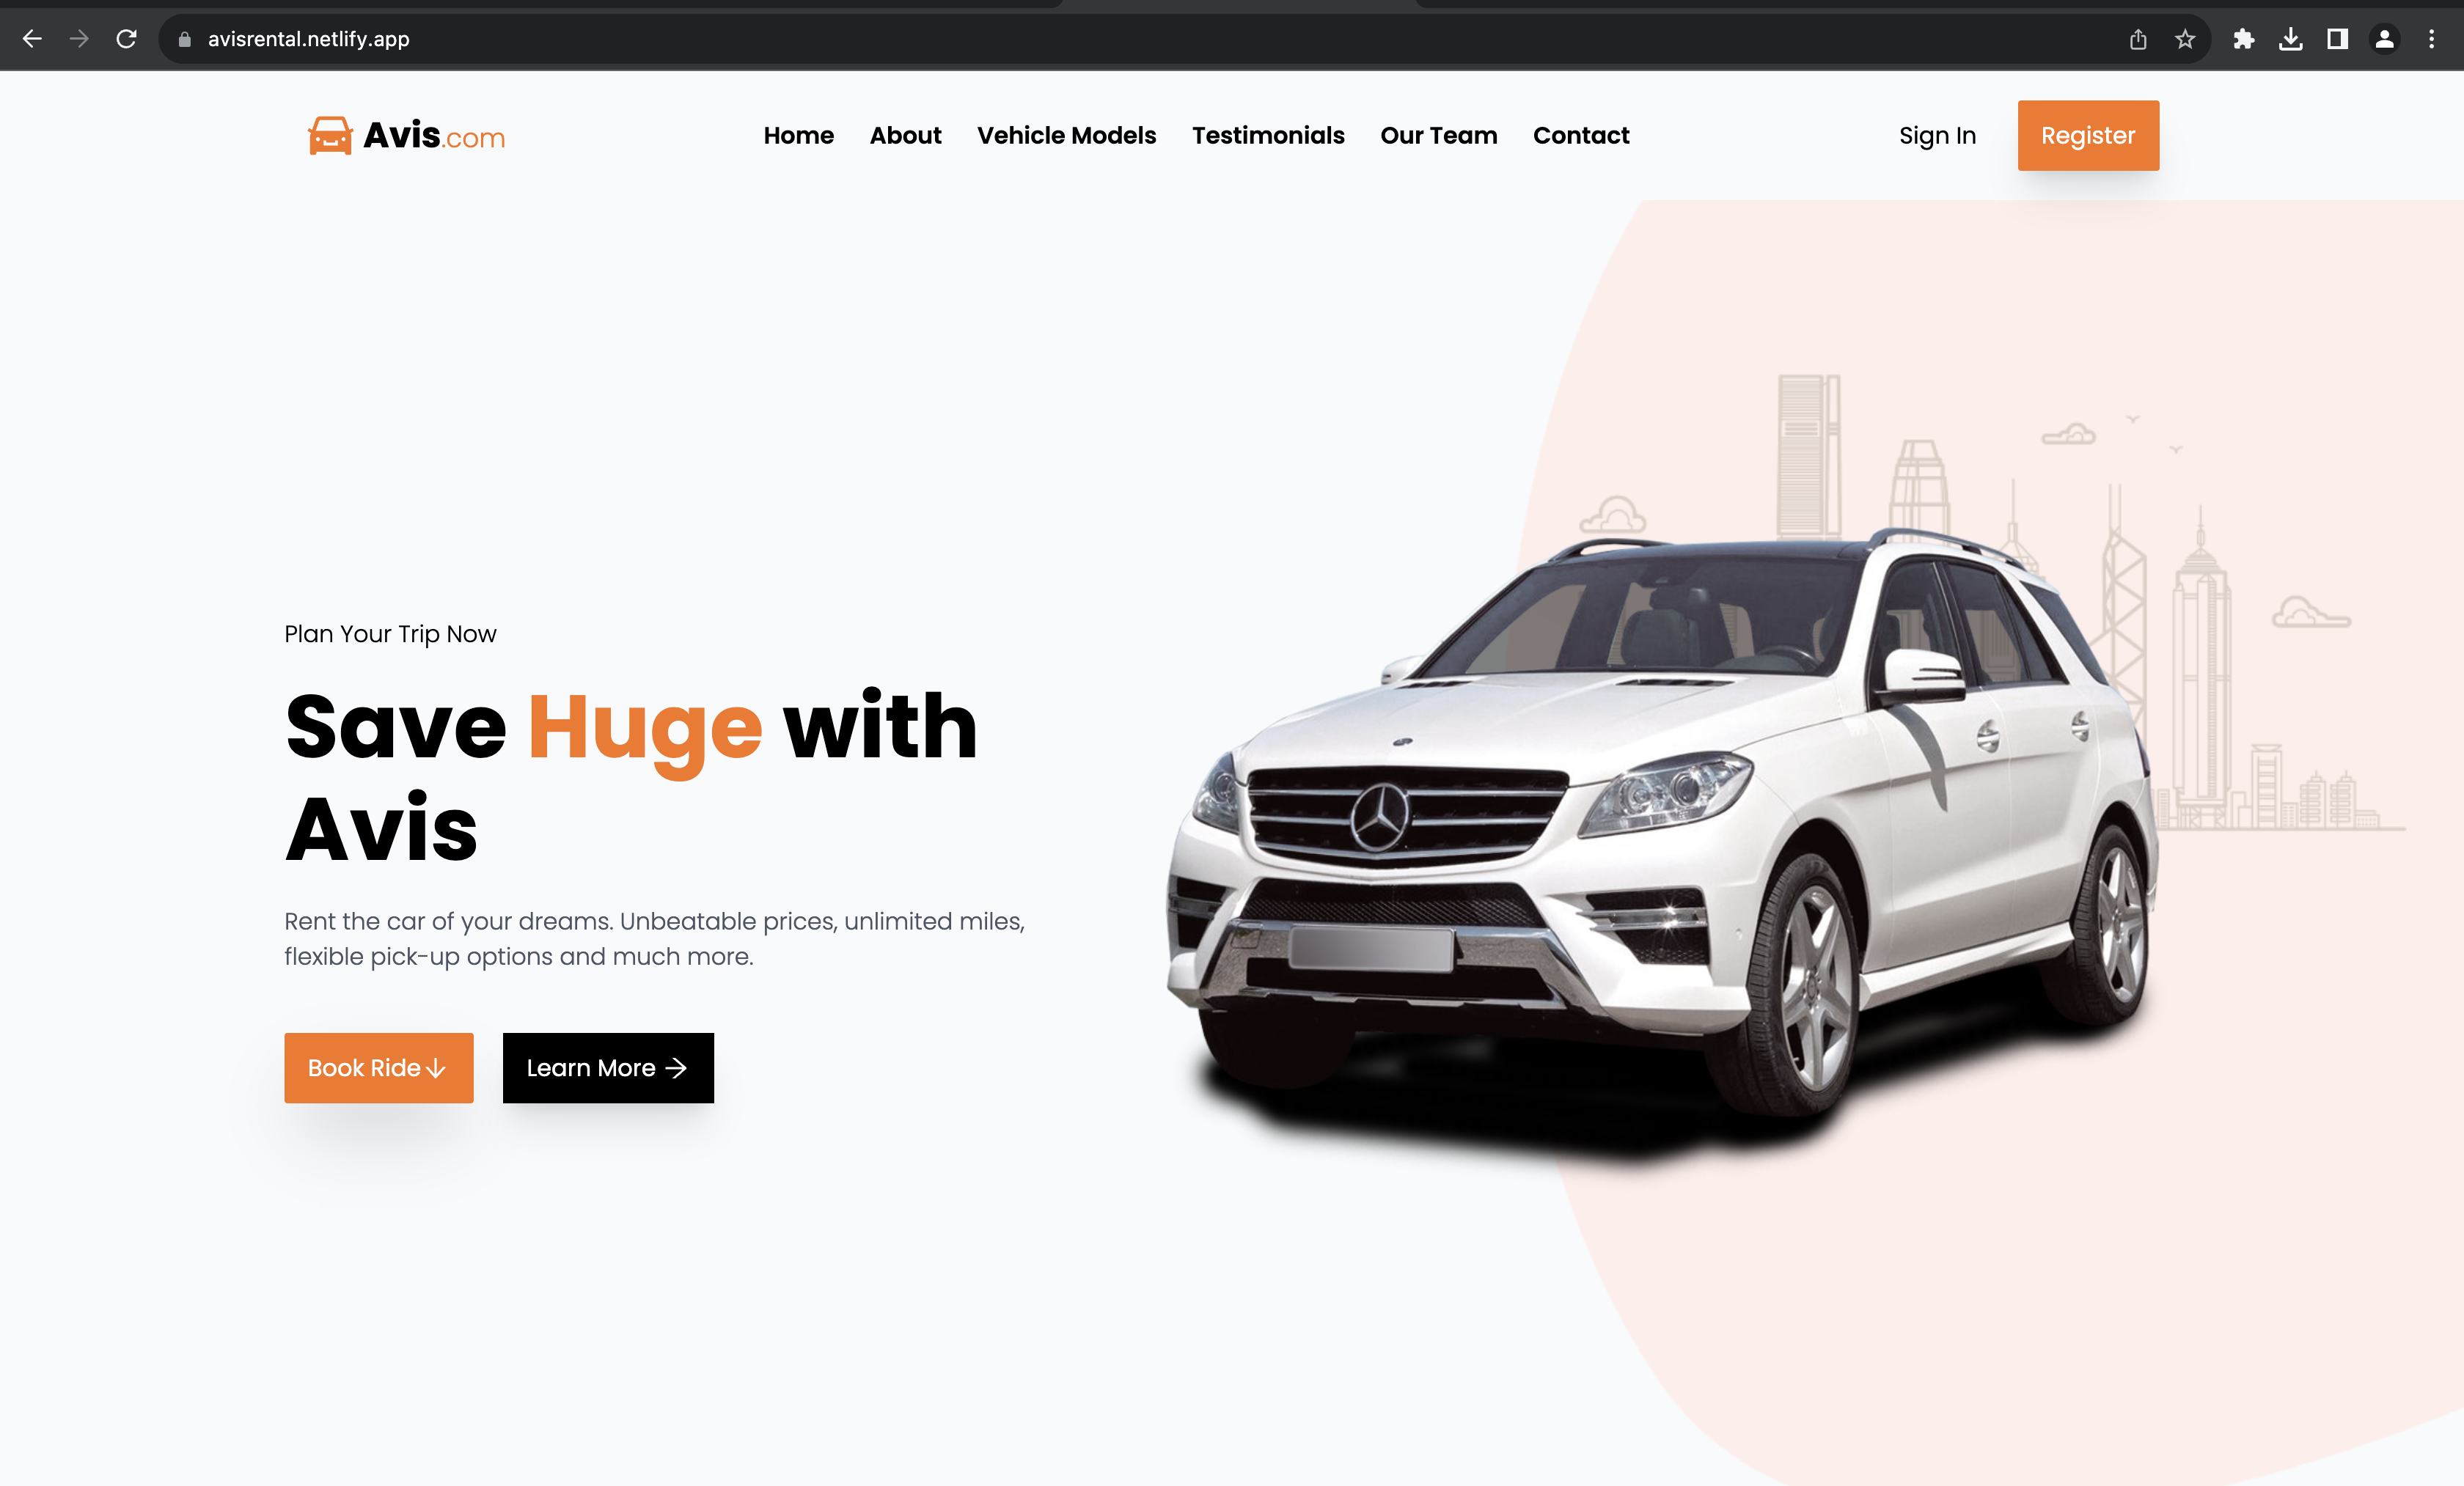 avisrental.netlify.app
Avis.com
Home About Vehicle Models Testimonials Our Team Contact
Sign In Register
Plan Your Trip Now
Save Huge with
Avis
Rent the car of your dreams. Unbeatable prices, unlimited miles,
flexible pick-up options and much more.
Book Ride Learn More